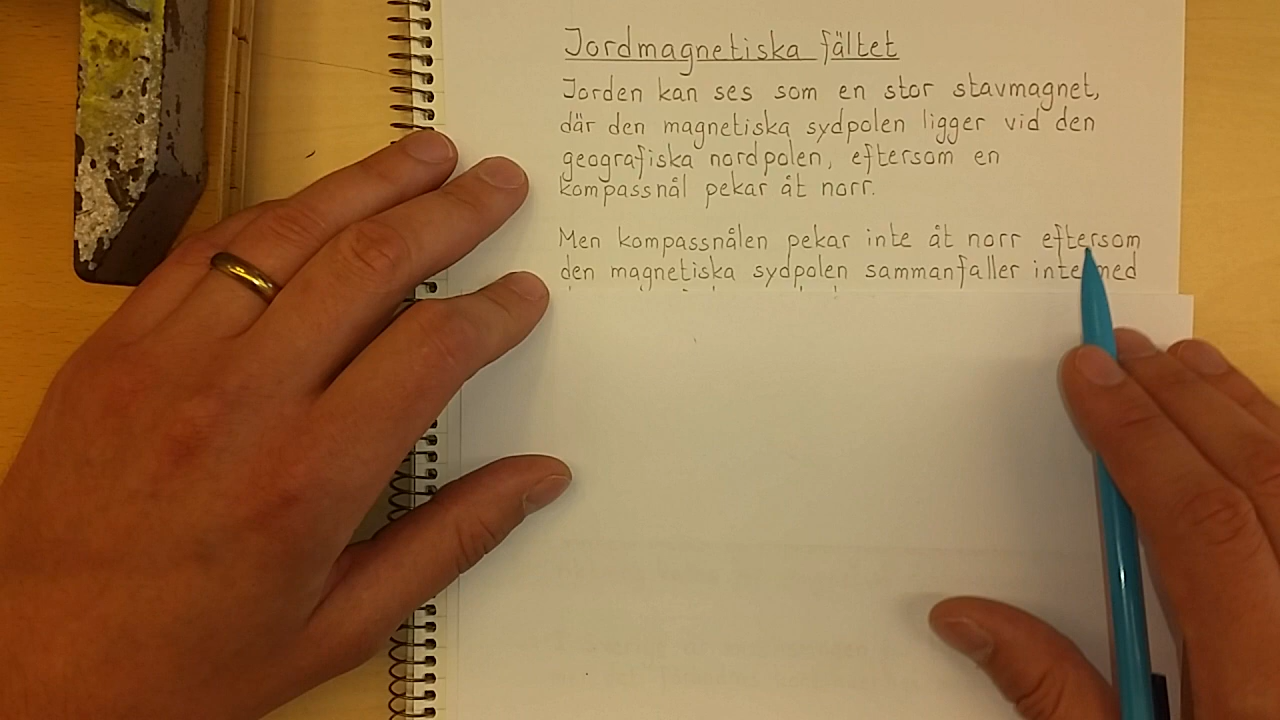 Jordmagnetiska fältet
Jorden kan ses som en stor stavmagnet,
där den magnetiska sydpolen ligger vid den
geografiska nordpolen, eftersom en
kompassnål pekar åt norr.
Men kompassnålen pekar inte åt norr eftersom
den magnetiska sydpolen sammanfaller inte med